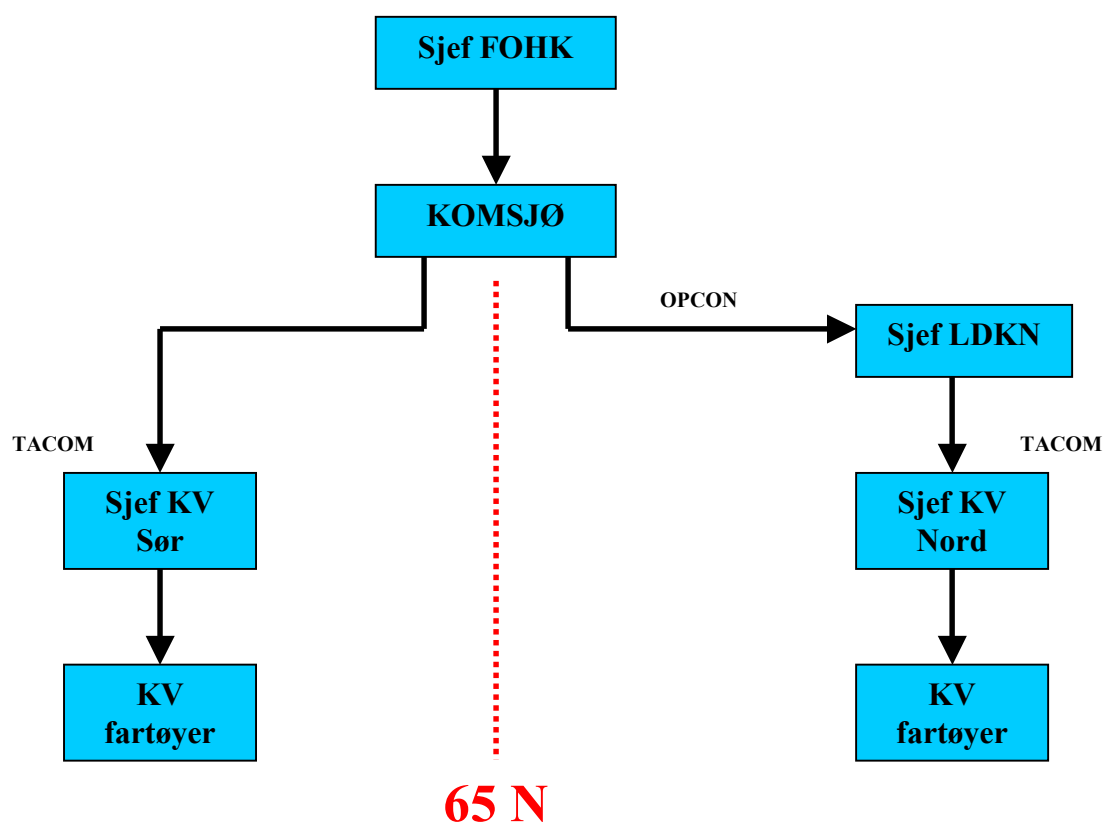 Sjef FOHK
KOMSJØ
OPCON
Sjef LDKN
TACOM
TACOM
Sjef KV
Sør
Sjef KV
Nord
KV
fartøyer
KV
fartøyer
65 N